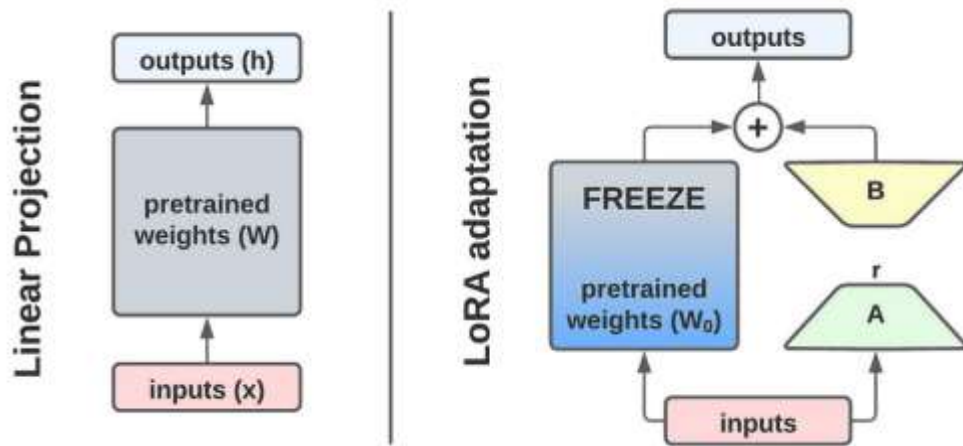 Linear Projection
outputs (h)
pretrained
weights (W)
inputs (x)
LoRA adaptation
outputs
+
FREEZE
pretrained
weights (W₀)
B
r
A
inputs